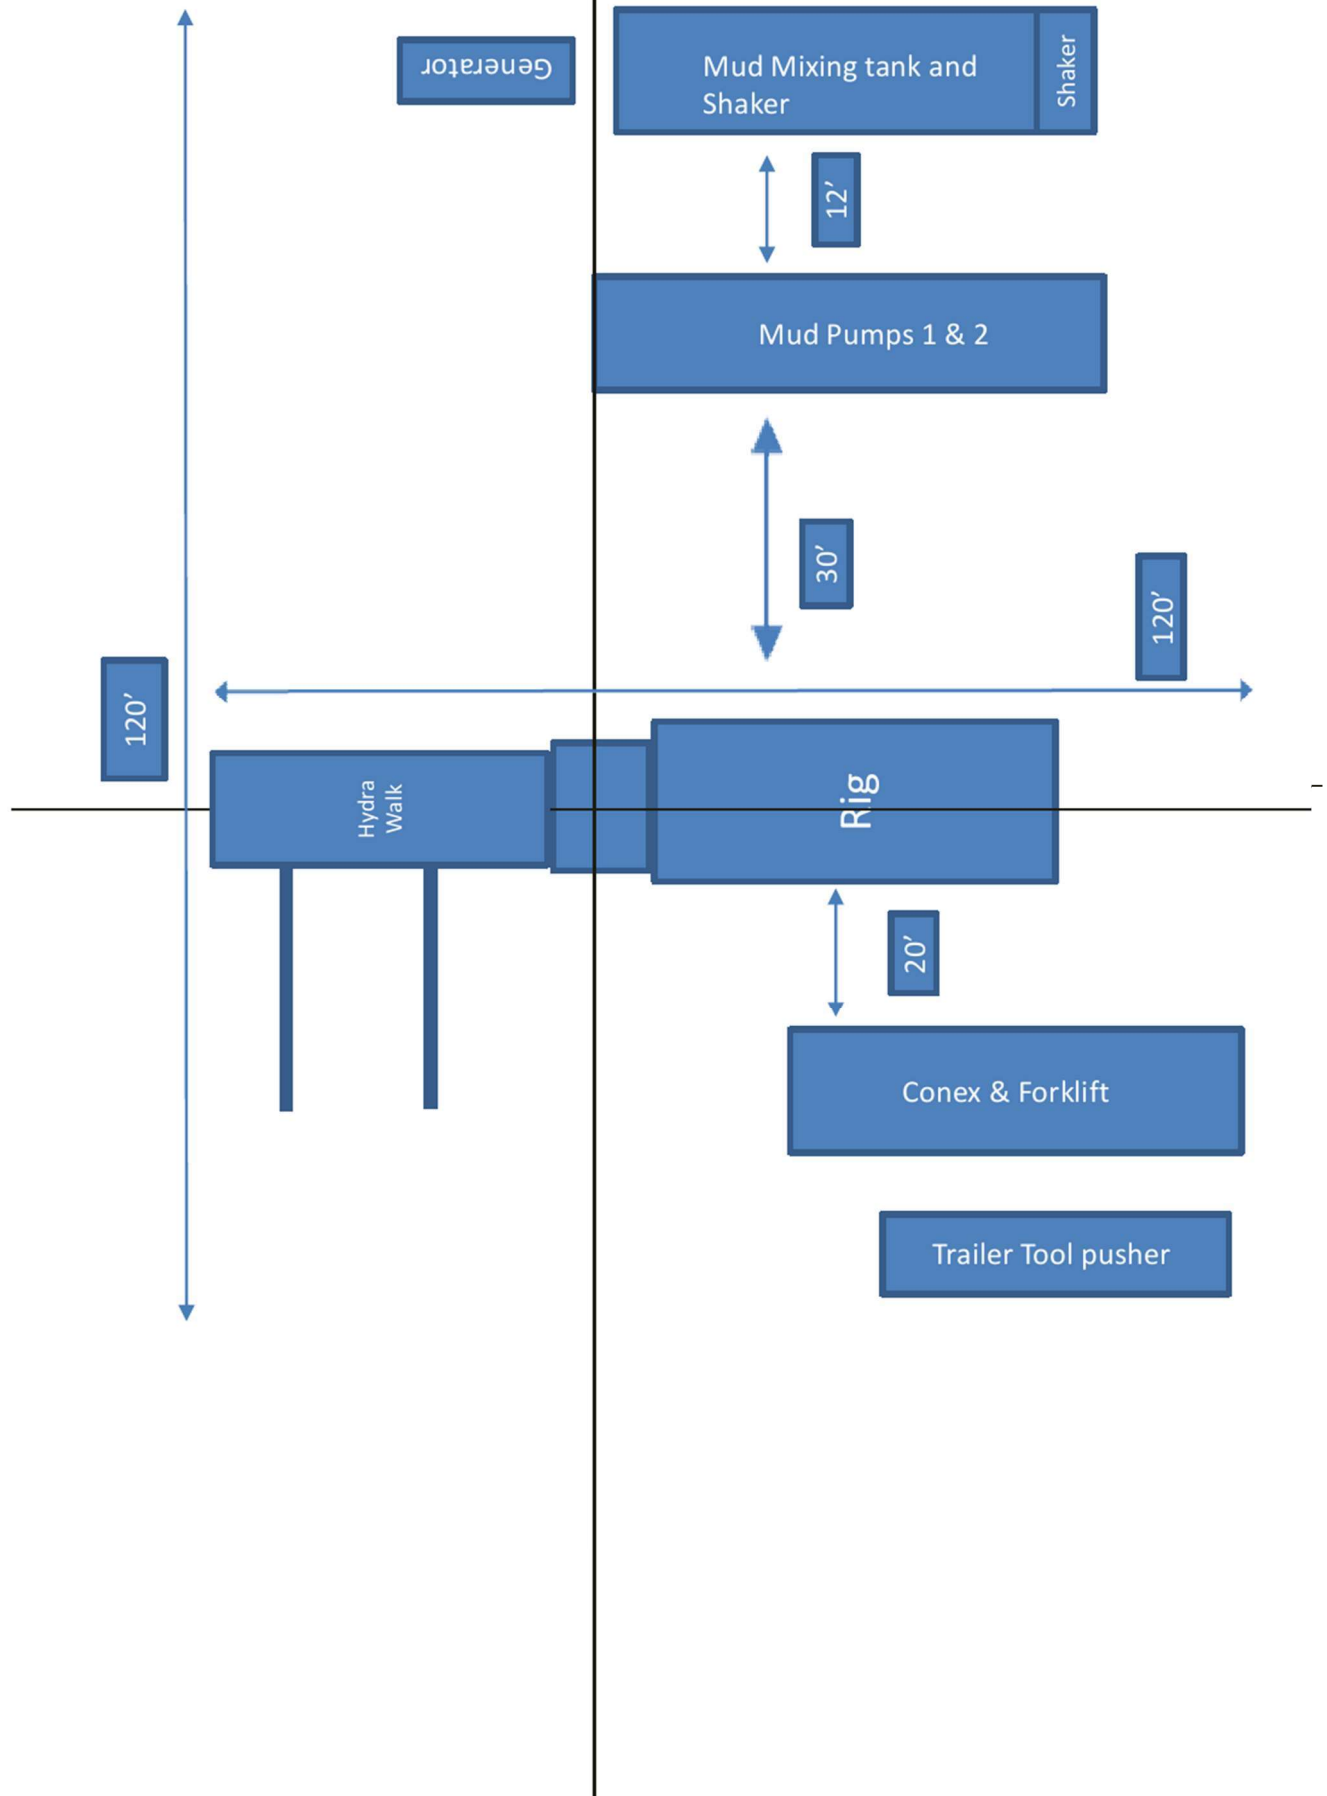 Generator
Mud Mixing tank and
Shaker
Shaker
12’
Mud Pumps 1 & 2
30’
120’
120’
Hydra
Walk
Rig
20’
Conex & Forklift
Trailer Tool pusher